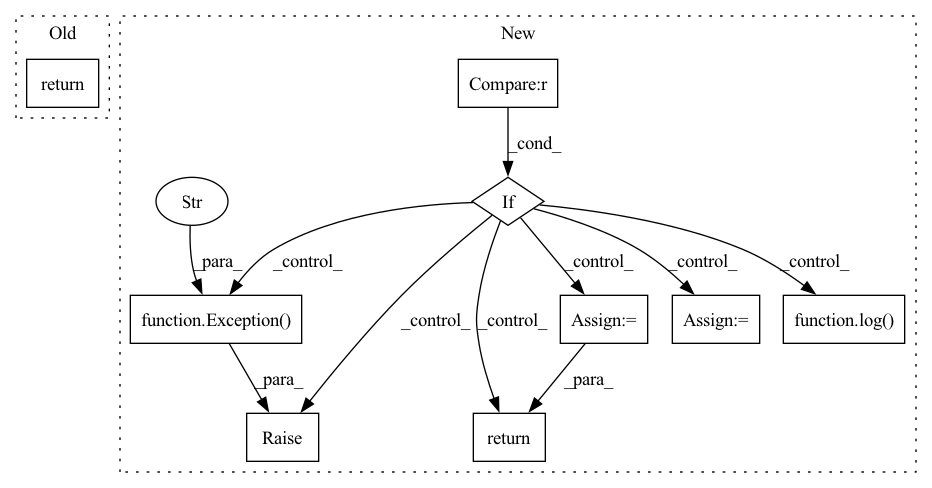 Old
New
return
Compare:r
_cond_
Str
If
_para_
_control_
_control_
_control_
_control_
_control_
_control_
function.Exception()
Assign:=
Assign:=
function.log()
_para_
_para_
Raise
return